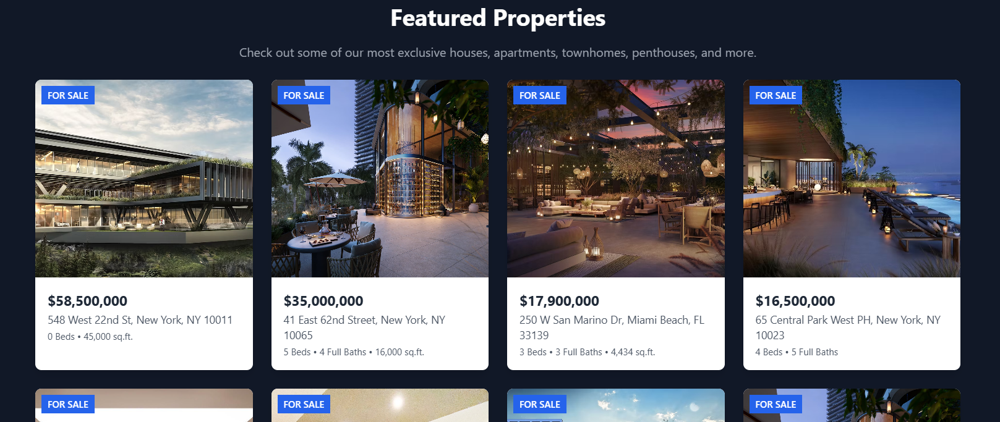 Featured Properties
Check out some of our most exclusive houses, apartments, townhomes, penthouses, and more.
FOR SALE
$58,500,000
548 West 22nd St, New York, NY 10011
0 Beds • 45,000 sq.ft.
FOR SALE
$35,000,000
41 East 62nd Street, New York, NY
10065
5 Beds • 4 Full Baths • 16,000 sq.ft.
FOR SALE
$17,900,000
250 W San Marino Dr, Miami Beach, FL
33139
3 Beds • 3 Full Baths • 4,434 sq.ft.
FOR SALE
$16,500,000
65 Central Park West PH, New York, NY
10023
4 Beds • 5 Full Baths
FOR SALE
FOR SALE
FOR SALE
FOR SALE